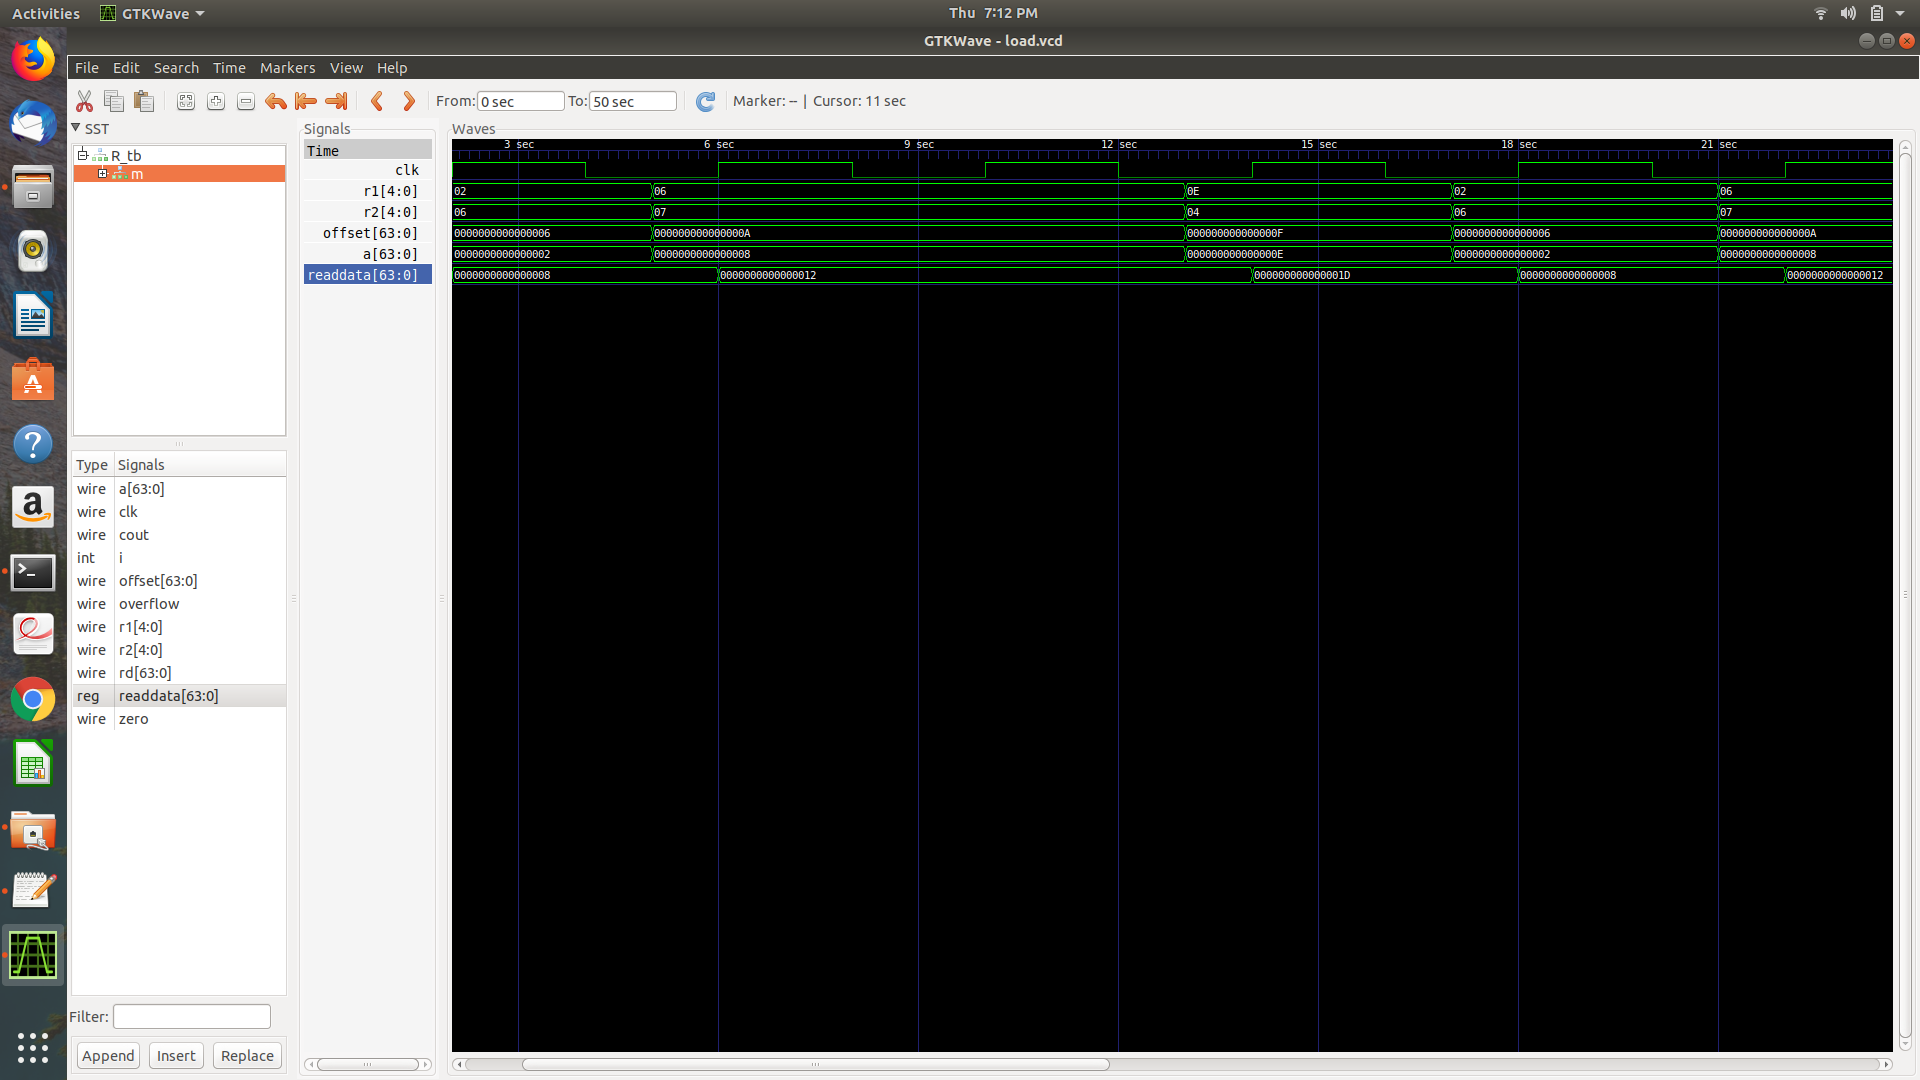 Activities GTKWave Thu 7:12 PM
GTKWave - load.vcd
File Edit Search Time Markers View Help
From: 0 sec To: 50 sec Marker: -- | Cursor: 11 sec
SST
R_tb
m
Type Signals
wire a[63:0]
wire clk
wire cout
int i
wire offset[63:0]
wire overflow
wire r1[4:0]
wire r2[4:0]
wire rd[63:0]
reg readdata[63:0]
wire zero
Filter:
Append Insert Replace
Signals
Time
clk
r1[4:0]
r2[4:0]
offset[63:0]
a[63:0]
readdata[63:0]
Waves
3 sec 6 sec 9 sec 12 sec 15 sec 18 sec 21 sec
02 06 0E 02 06
06 07 04 06 07
0000000000000006 000000000000000A 000000000000000F 0000000000000006 000000000000000A
0000000000000002 0000000000000008 000000000000000E 0000000000000002 0000000000000008
0000000000000008 0000000000000012 000000000000001D 0000000000000008 0000000000000012